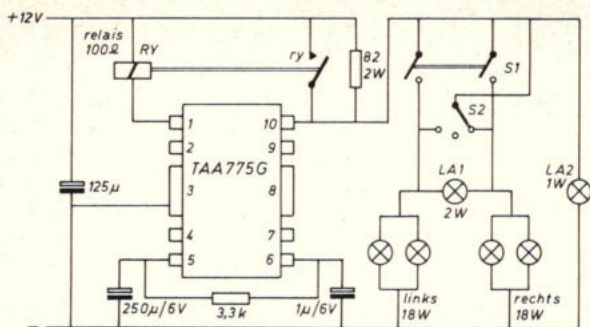 +12V
relais
100Ω
RY
ry
82
2W
S1
S2
1
10
2
9
TAA775G
3
8
4
7
5
6
125µ
LA1
2W
LA2
1W
250µ/6V
3,3k
1µ/6V
links
18W
rechts
18W